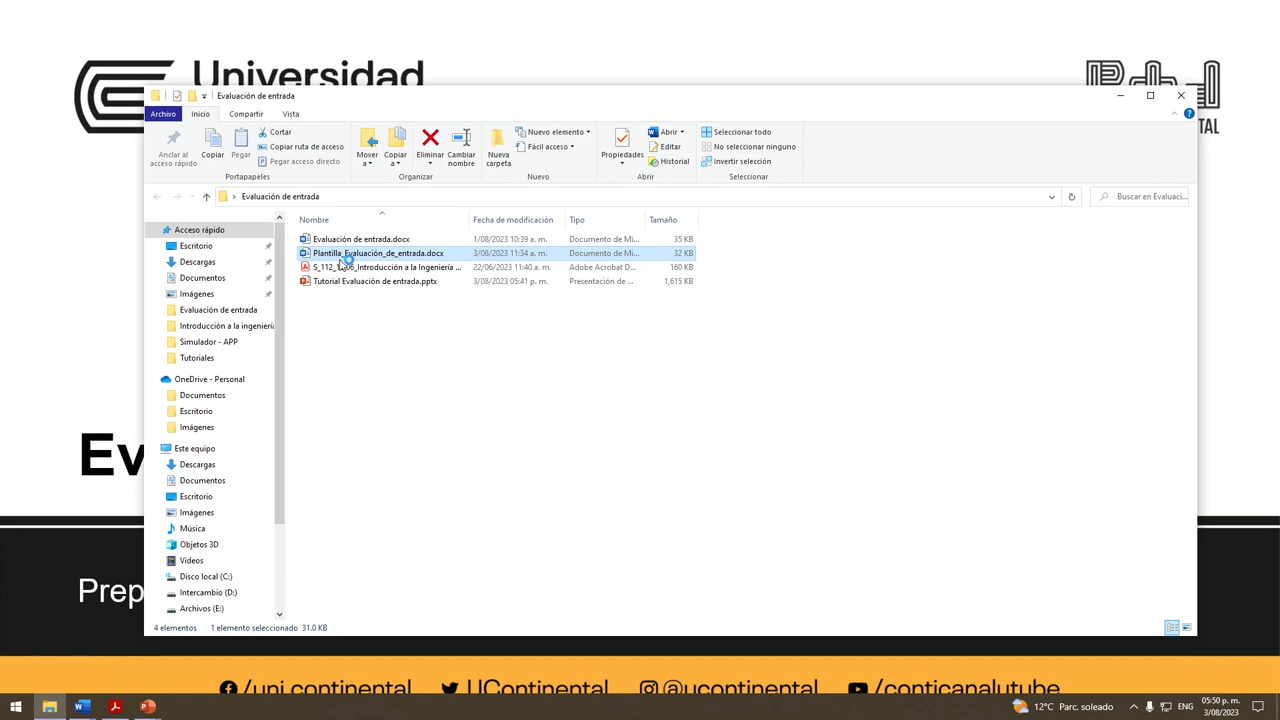 Universidad
Evaluación de entrada
Archivo Inicio Compartir Vista
Anclar al acceso rápido
Copiar
Pegar
Cortar
Copiar ruta de acceso
Pegar acceso directo
Portapapeles
Mover a
Copiar a
Eliminar
Cambiar nombre
Organizar
Nueva carpeta
Nuevo elemento
Fácil acceso
Nuevo
Propiedades
Abrir
Editar
Historial
Abrir
Seleccionar todo
No seleccionar ninguno
Invertir selección
Seleccionar
Evaluación de entrada
Buscar en Evaluaci...
Nombre Fecha de modificación Tipo Tamaño
Evaluación de entrada.docx 1/08/2023 10:39 a. m. Documento de Mi... 35 KB
Plantilla_Evaluación_de_entrada.docx 3/08/2023 11:34 a. m. Documento de Mi... 32 KB
Introducción a la Ingeniería ... 22/06/2023 11:40 a. m. Adobe Acrobat D... 160 KB
Tutorial Evaluación de entrada.pptx 3/08/2023 05:41 p. m. Presentación de ... 1,615 KB
Acceso rápido
Escritorio
Descargas
Documentos
Imágenes
Evaluación de entrada
Introducción a la ingeniería
Simulador - APP
Tutoriales
OneDrive - Personal
Documentos
Escritorio
Imágenes
Este equipo
Descargas
Documentos
Escritorio
Imágenes
Música
Objetos 3D
Videos
Disco local (C:)
Intercambio (D:)
Archivos (E:)
4 elementos 1 elemento seleccionado 31.0 KB
Ev
Prep
/uni.continental UContinental @ucontinental /conticanalutube
12°C Parc. soleado ENG 05:50 p. m.
3/08/2023